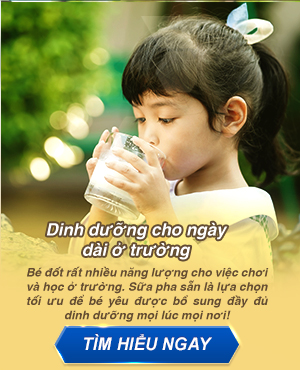 Dinh dưỡng cho ngày
dài ở trường
Bé đốt rất nhiều năng lượng cho việc chơi
và học ở trường. Sữa pha sẵn là lựa chọn
tối ưu để bé yêu được bổ sung đầy đủ
dinh dưỡng mọi lúc mọi nơi!
TÌM HIỂU NGAY